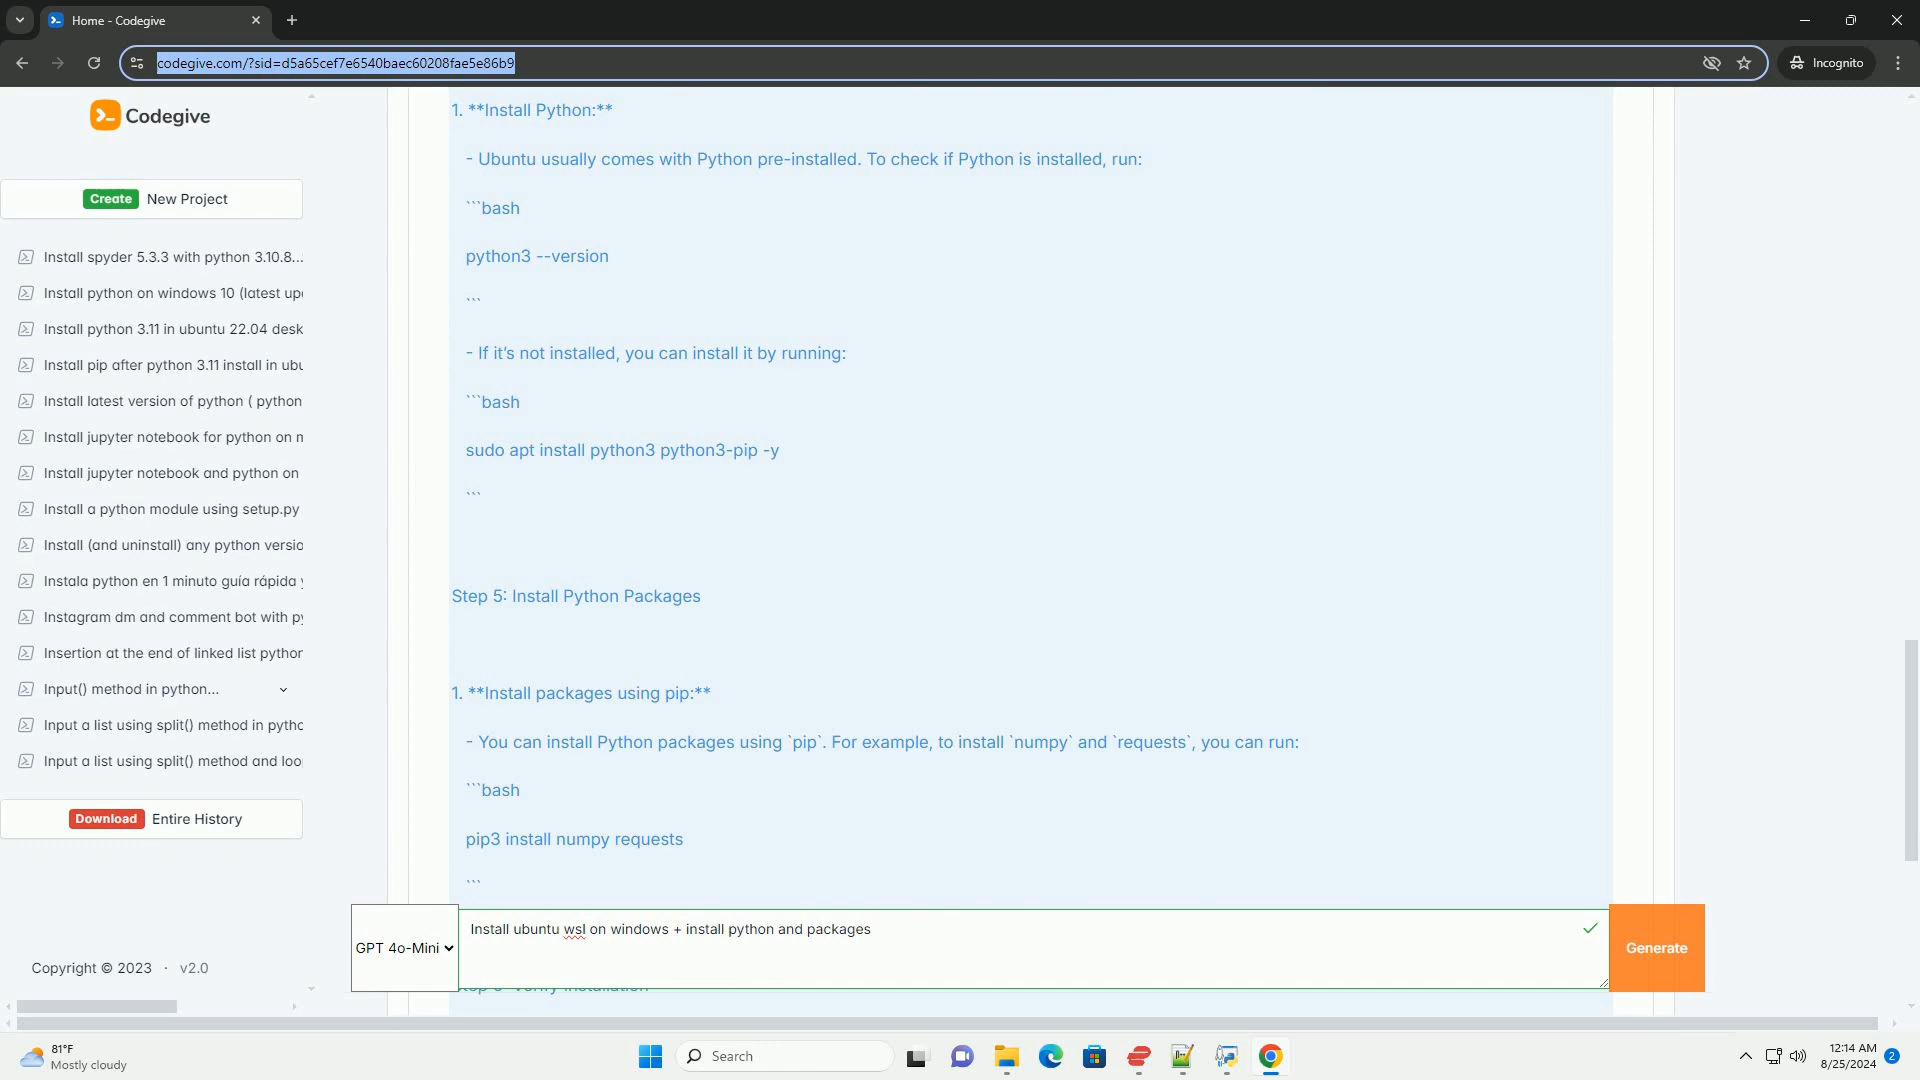 Home - Codegive
codegive.com/?sid=d5a65cef7e6540baec60208fae5e86b9
Incognito
Codegive
Create New Project
Install spyder 5.3.3 with python 3.10.8...
Install python on windows 10 (latest up
Install python 3.11 in ubuntu 22.04 desk
Install pip after python 3.11 install in ubu
Install latest version of python ( python
Install jupyter notebook for python on m
Install jupyter notebook and python on
Install a python module using setup.py
Install (and uninstall) any python versio
Instala python en 1 minuto guía rápida y
Instagram dm and comment bot with py
Insertion at the end of linked list python
Input() method in python...
Input a list using split() method in pytho
Input a list using split() method and loo
Download Entire History
Copyright © 2023 · v2.0
1. **Install Python:**
- Ubuntu usually comes with Python pre-installed. To check if Python is installed, run:
```bash
python3 --version
```
- If it's not installed, you can install it by running:
```bash
sudo apt install python3 python3-pip -y
```
Step 5: Install Python Packages
1. **Install packages using pip:**
- You can install Python packages using `pip`. For example, to install `numpy` and `requests`, you can run:
```bash
pip3 install numpy requests
```
GPT 4o-Mini
Install ubuntu wsl on windows + install python and packages
Generate
81°F
Mostly cloudy
Search
12:14 AM
8/25/2024
2